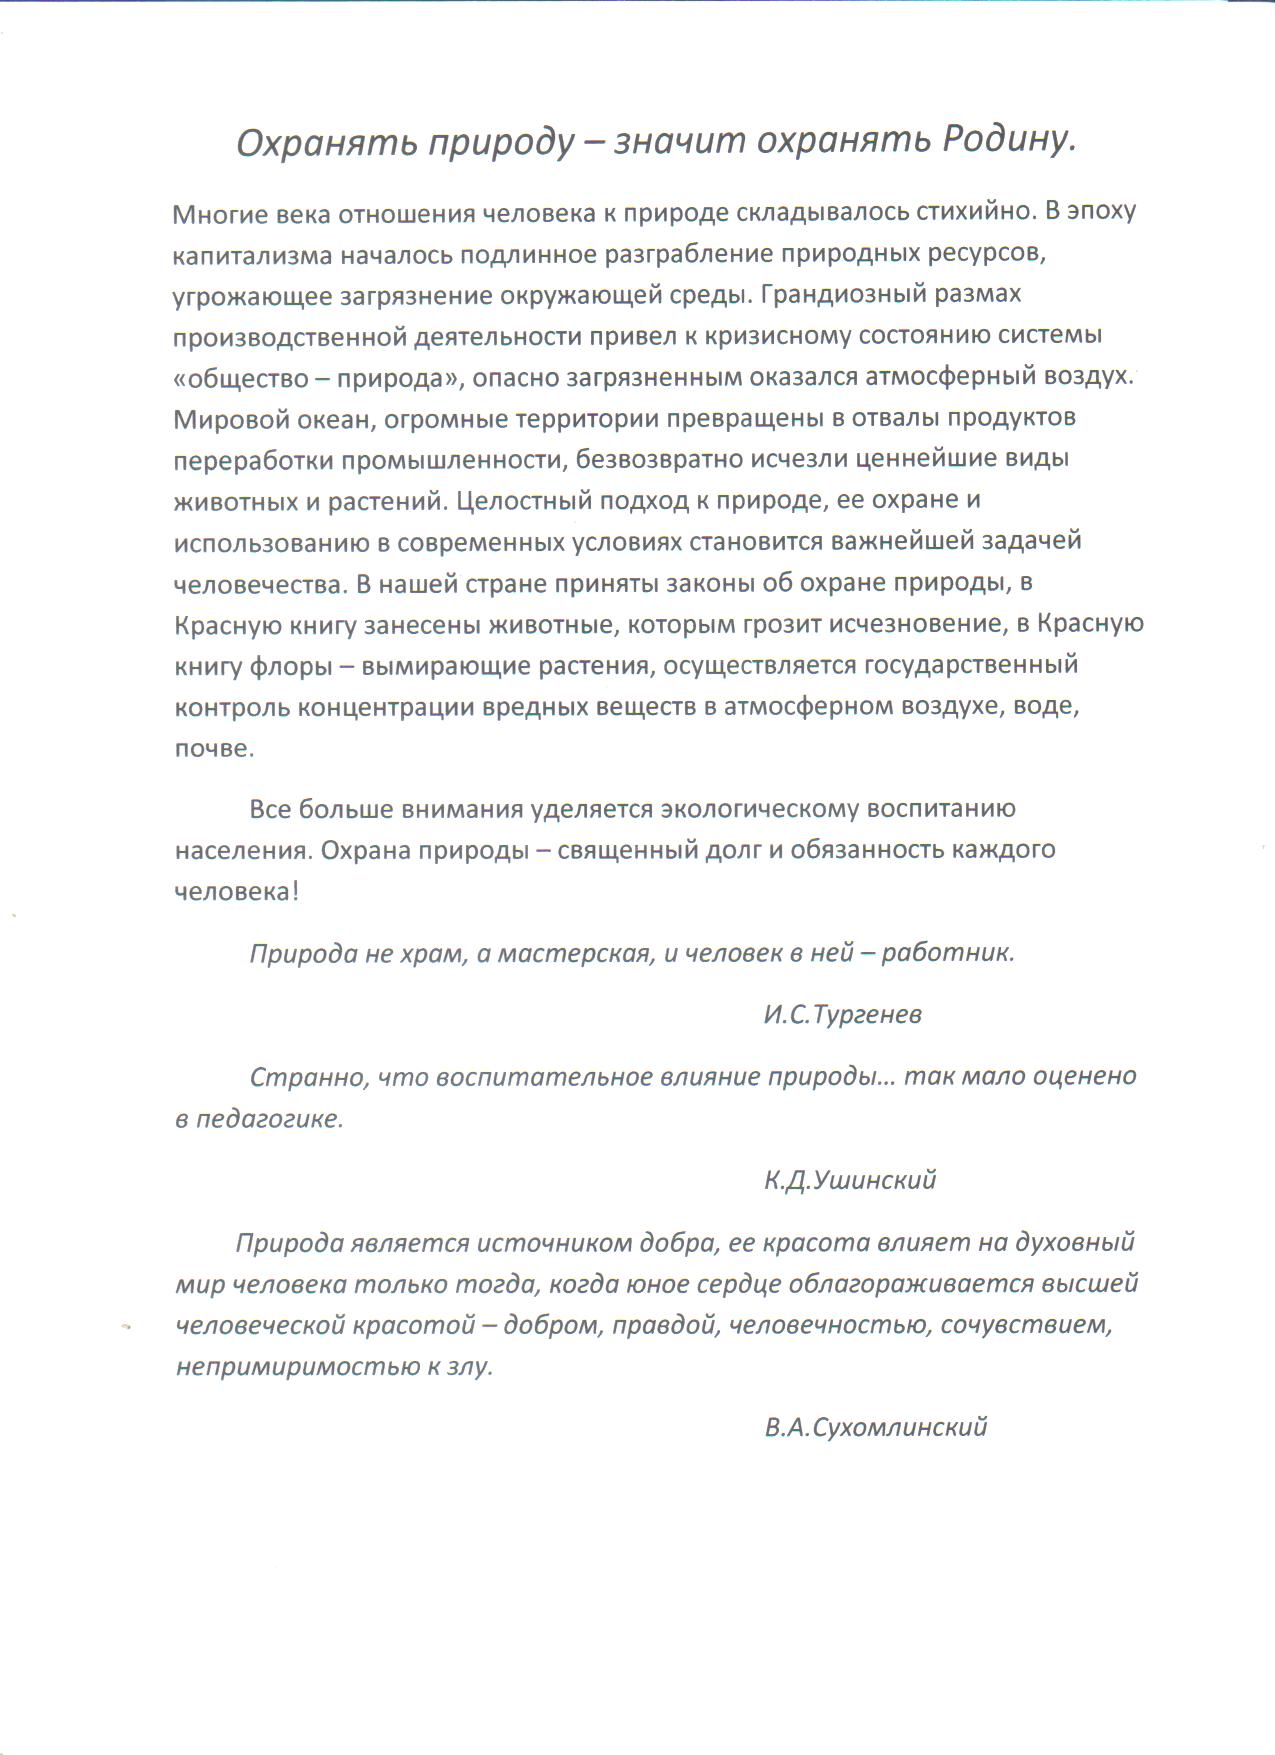 Охранять природу – значит охранять Родину.
Многие века отношения человека к природе складывалось стихийно. В эпоху
капитализма началось подлинное разграбление природных ресурсов,
угрожающее загрязнение окружающей среды. Грандиозный размах
производственной деятельности привел к кризисному состоянию системы
«общество – природа», опасно загрязненным оказался атмосферный воздух.
Мировой океан, огромные территории превращены в отвалы продуктов
переработки промышленности, безвозвратно исчезли ценнейшие виды
животных и растений. Целостный подход к природе, ее охране и
использованию в современных условиях становится важнейшей задачей
человечества. В нашей стране приняты законы об охране природы, в
Красную книгу занесены животные, которым грозит исчезновение, в Красную
книгу флоры – вымирающие растения, осуществляется государственный
контроль концентрации вредных веществ в атмосферном воздухе, воде,
почве.
Все больше внимания уделяется экологическому воспитанию
населения. Охрана природы – священный долг и обязанность каждого
человека!
Природа не храм, а мастерская, и человек в ней – работник.
И.С.Тургенев
Странно, что воспитательное влияние природы... так мало оценено
в педагогике.
К.Д.Ушинский
Природа является источником добра, ее красота влияет на духовный
мир человека только тогда, когда юное сердце облагораживается высшей
человеческой красотой – добром, правдой, человечностью, сочувствием,
непримиримостью к злу.
В.А.Сухомлинский